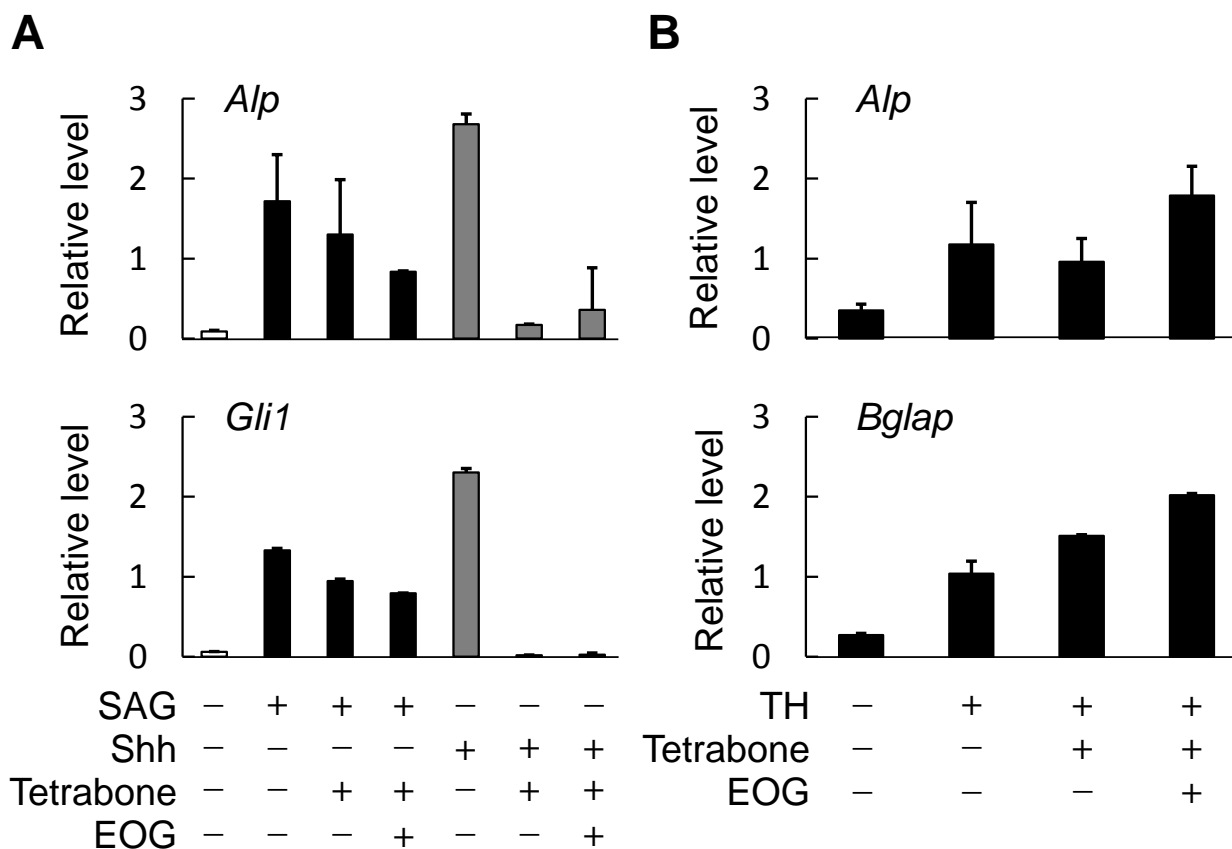 A
B
Alp
3
2
1
0
Relative level
Alp
3
2
1
0
Relative level
Gli1
3
2
1
0
Relative level
Bglap
3
2
1
0
Relative level
SAG – + + + – – –
Shh – – – – + + +
Tetrabone – – + + – + +
EOG – – – + – – +
TH – + + +
Tetrabone – – + +
EOG – – – +